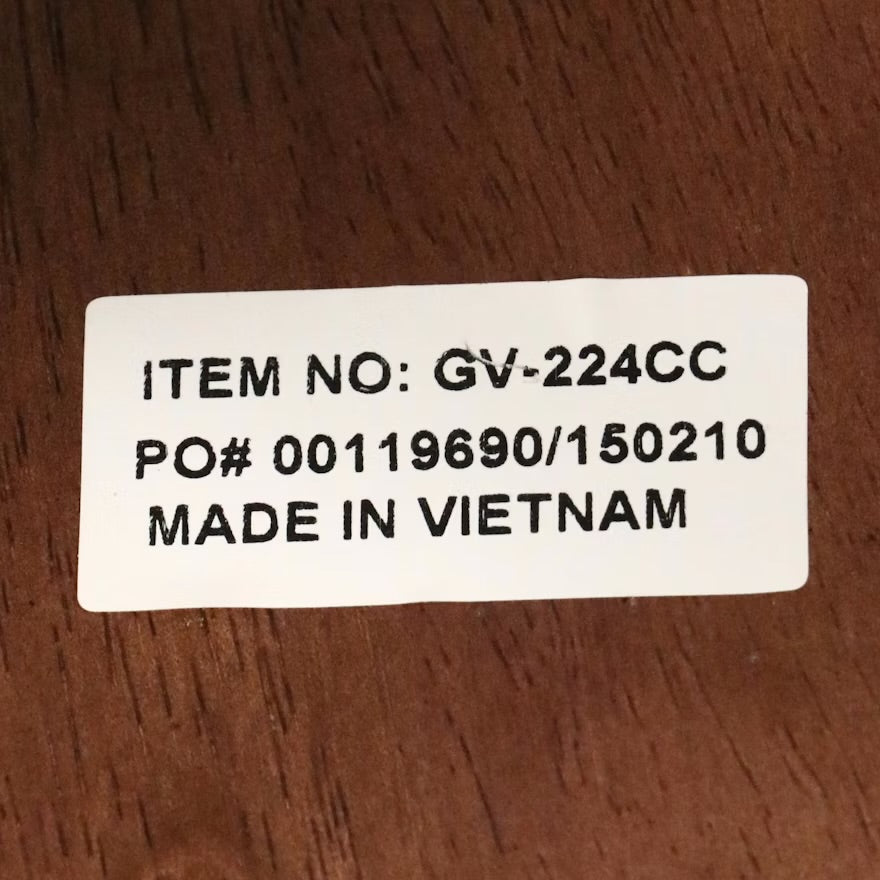 ITEM NO: GV-224CC
PO# 00119690/150210
MADE IN VIETNAM